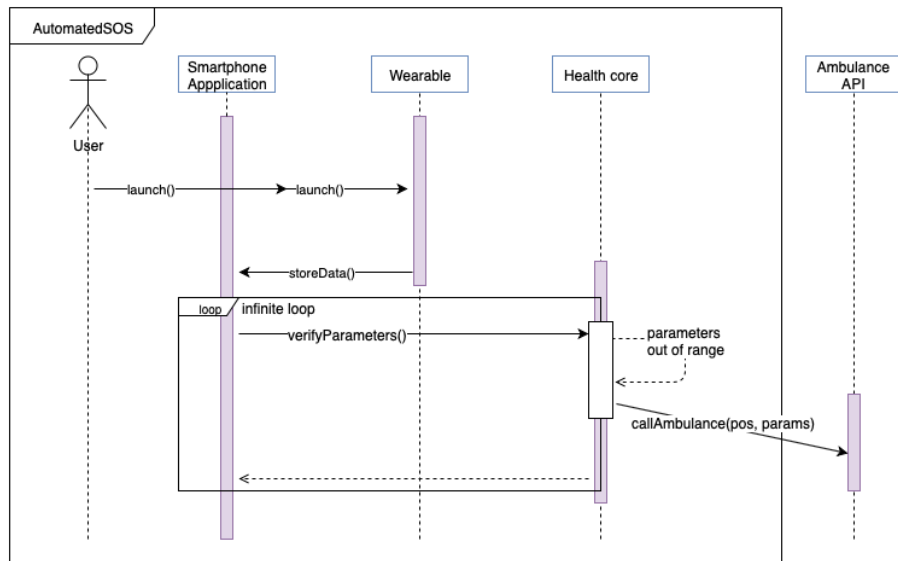 AutomatedSOS
Smartphone
Appplication
Wearable
Health core
Ambulance
API
User
launch()
launch()
storeData()
loop
infinite loop
verifyParameters()
parameters
out of range
callAmbulance(pos, params)